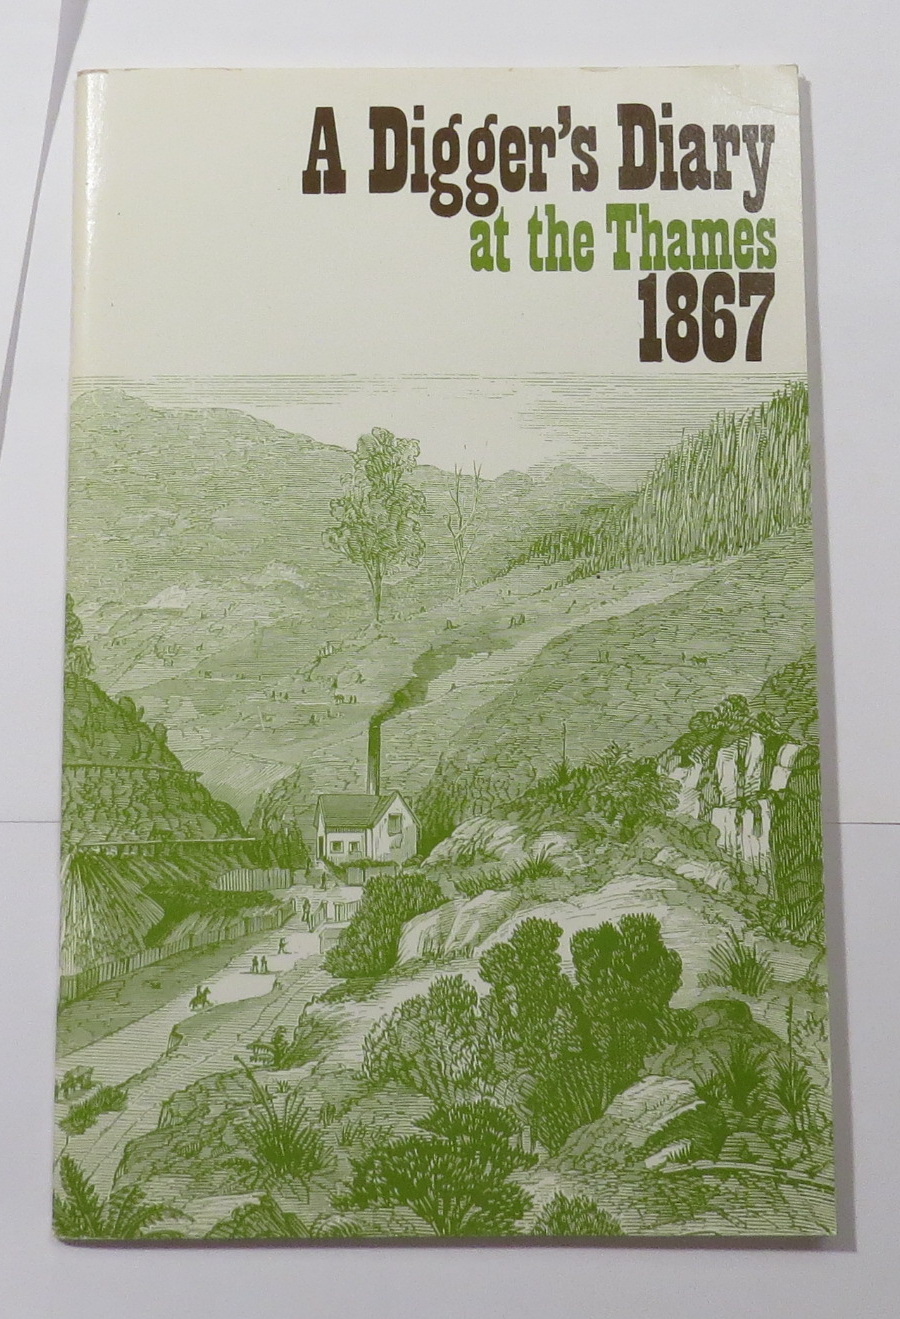 A Digger's Diary
at the Thames
1867